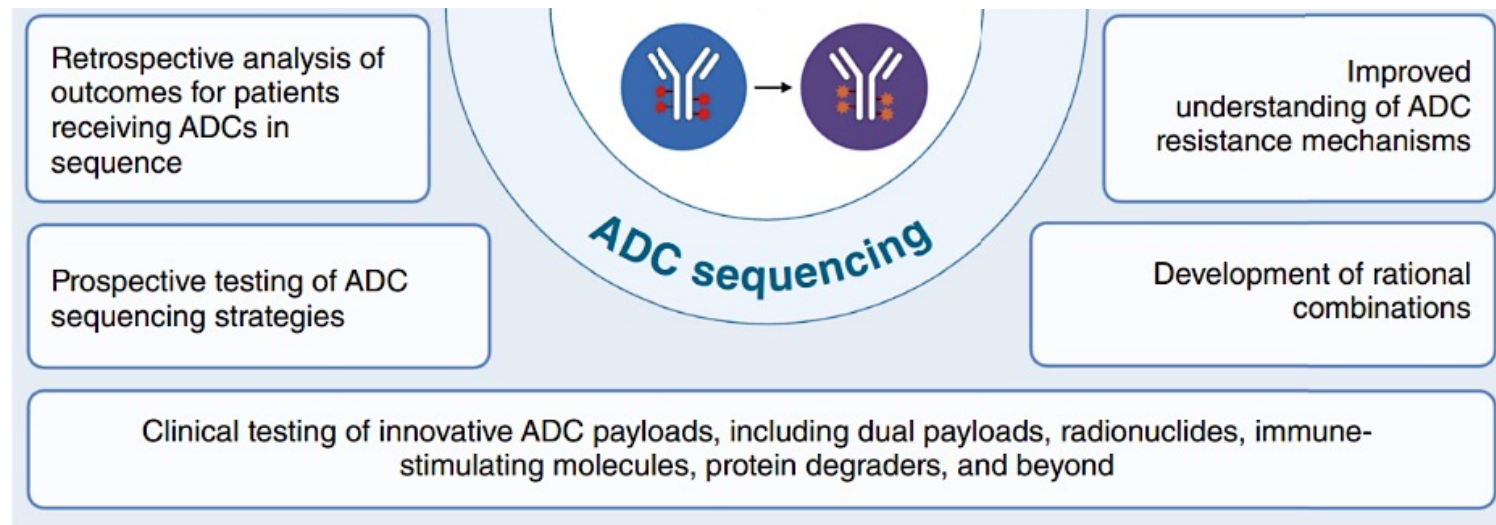 Retrospective analysis of
outcomes for patients
receiving ADCs in
sequence
Improved
understanding of ADC
resistance mechanisms
ADC sequencing
Prospective testing of ADC
sequencing strategies
Development of rational
combinations
Clinical testing of innovative ADC payloads, including dual payloads, radionuclides, immune-
stimulating molecules, protein degraders, and beyond